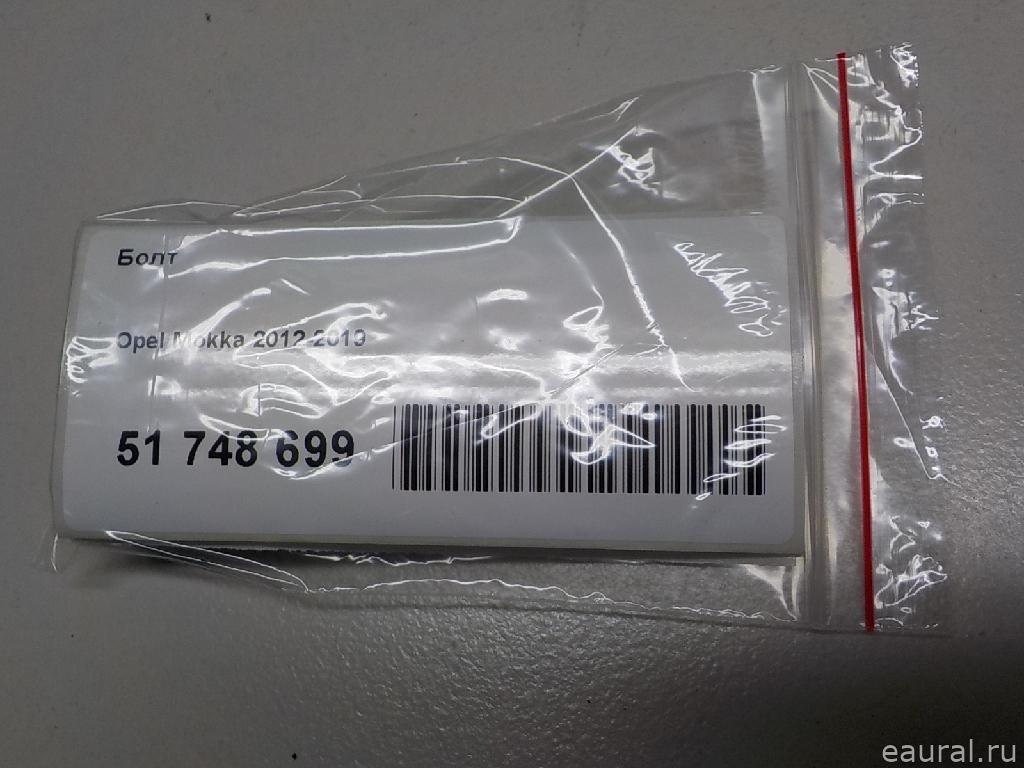 Болт
Opel Mokka 2012-2019
51 748 699
eaural.ru